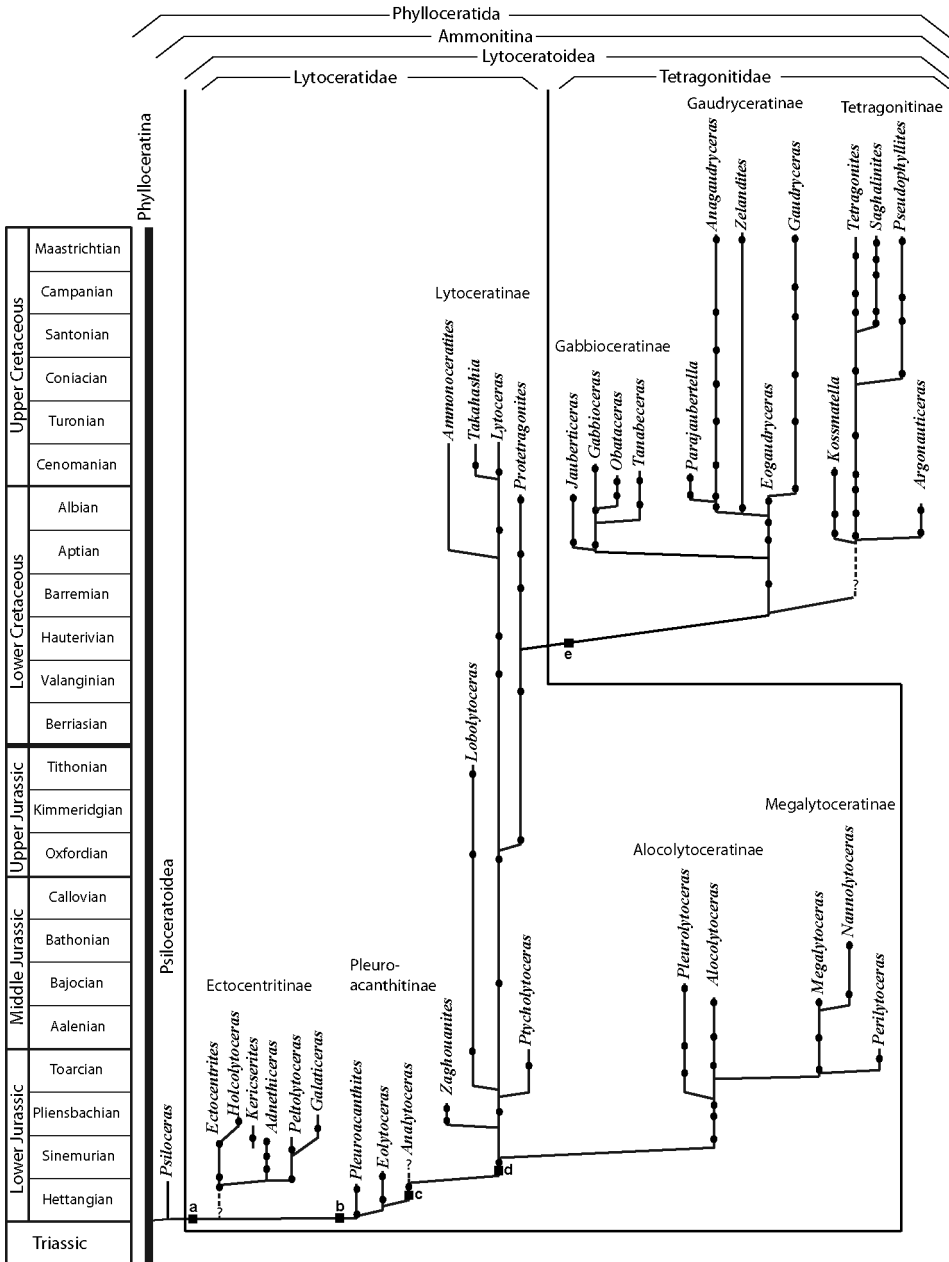 Phylloceratida
Ammonitina
Lytoceratoidea
Lytoceratidae
Tetragonitidae
Gaudryceratinae
Tetragonitinae
Phylloceratina
Anagaudryceras
Zelandites
Gaudryceras
Tetragonites
Saghalinites
Pseudophyllites
Upper Cretaceous
Maastrichtian
Campanian
Santonian
Coniacian
Turonian
Cenomanian
Lower Cretaceous
Albian
Aptian
Barremian
Hauterivian
Valanginian
Berriasian
Upper Jurassic
Tithonian
Kimmeridgian
Oxfordian
Middle Jurassic
Callovian
Bathonian
Bajocian
Aalenian
Lower Jurassic
Toarcian
Pliensbachian
Sinemurian
Hettangian
Triassic
Lytoceratinae
Ammonoceratites
Takahashia
Lytoceras
Protetragonites
Gabbioceratinae
Jauberticeras
Gabbioceras
Obataceras
Tanabeceras
Parajaubertella
Eogaudryceras
Kossmatella
Argonauticeras
?
e
Lobolytoceras
Megalytoceratinae
Alocolytoceratinae
Pleurolytoceras
Alocolytoceras
Megalytoceras
Nannolytoceras
Perilytoceras
Psiloceratoidea
Psiloceras
Ectocentritinae
Ectocentrites
Holcolytoceras
Kericserites
Adnethiceras
Peltolytoceras
Galaticeras
?
Pleuro-
acanthitinae
Pleuroacanthites
Eolytoceras
Analytoceras
?
Zaghouanites
Ptycholytoceras
a
b
c
d